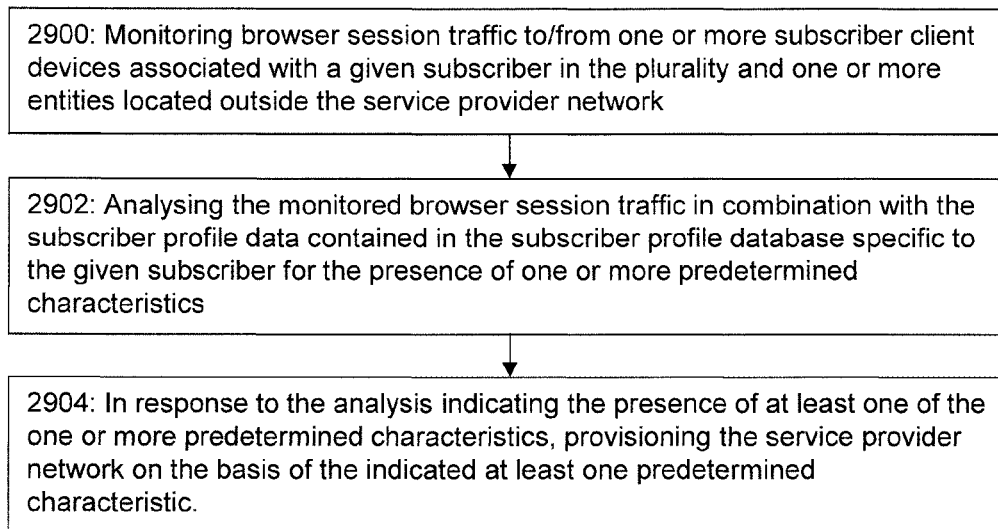 2900: Monitoring browser session traffic to/from one or more subscriber client
devices associated with a given subscriber in the plurality and one or more
entities located outside the service provider network
2902: Analysing the monitored browser session traffic in combination with the
subscriber profile data contained in the subscriber profile database specific to
the given subscriber for the presence of one or more predetermined
characteristics
2904: In response to the analysis indicating the presence of at least one of the
one or more predetermined characteristics, provisioning the service provider
network on the basis of the indicated at least one predetermined
characteristic.